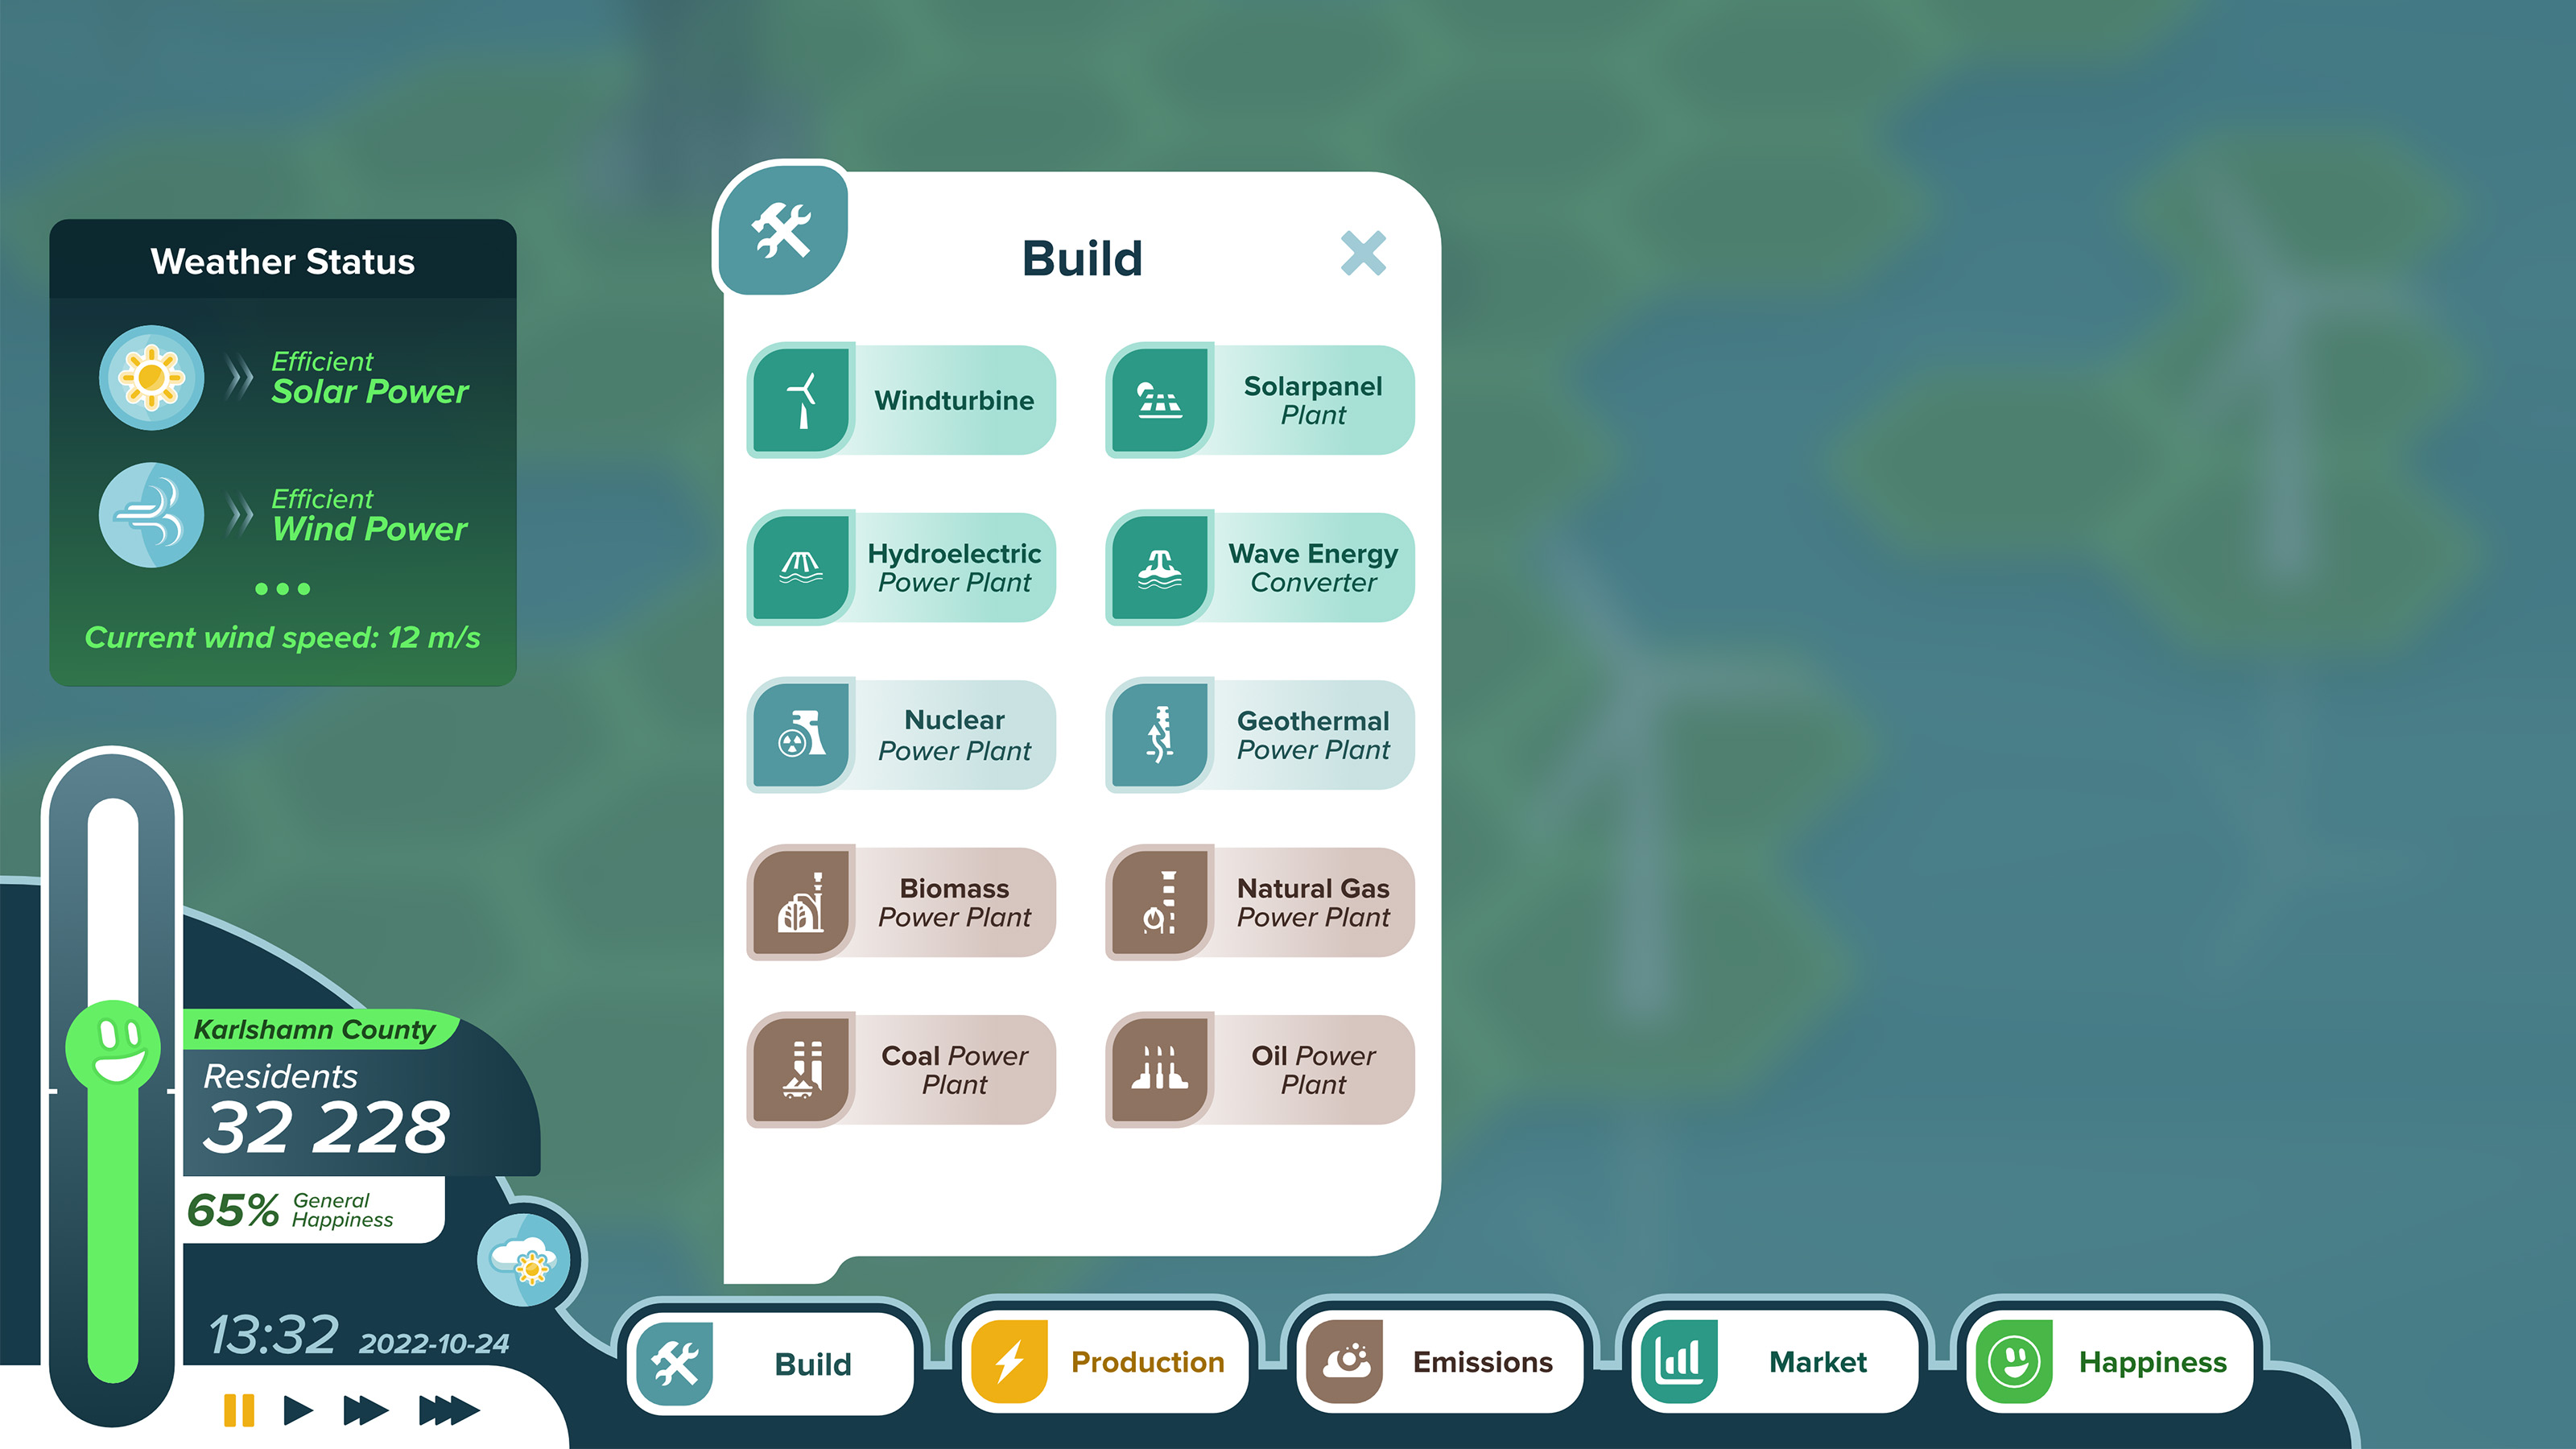 Weather Status
Efficient
Solar Power
Efficient
Wind Power
Current wind speed: 12 m/s
Build
Windturbine
Solarpanel
Plant
Hydroelectric
Power Plant
Wave Energy
Converter
Nuclear
Power Plant
Geothermal
Power Plant
Biomass
Power Plant
Natural Gas
Power Plant
Coal Power
Plant
Oil Power
Plant
Karlshamn County
Residents
32 228
65%
General
Happiness
13:32
2022-10-24
Build
Production
Emissions
Market
Happiness